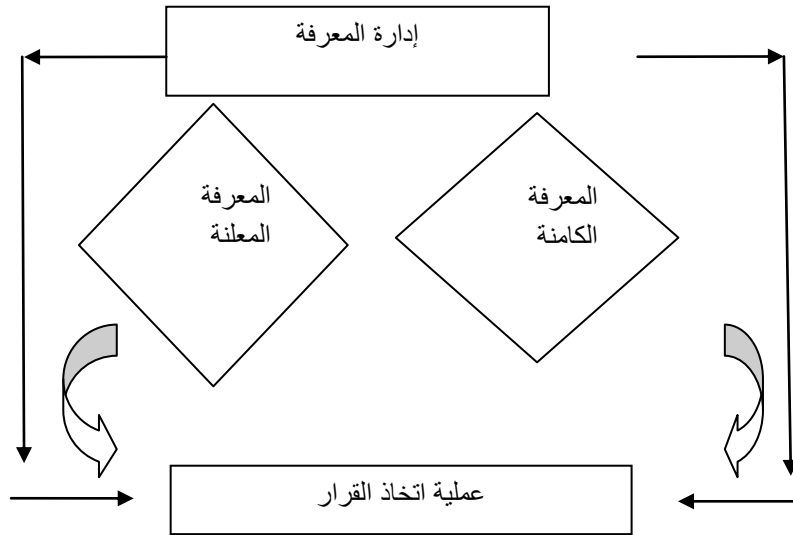 إدارة المعرفة
المعرفة
الكامنة
المعرفة
المعلنة
عملية اتخاذ القرار